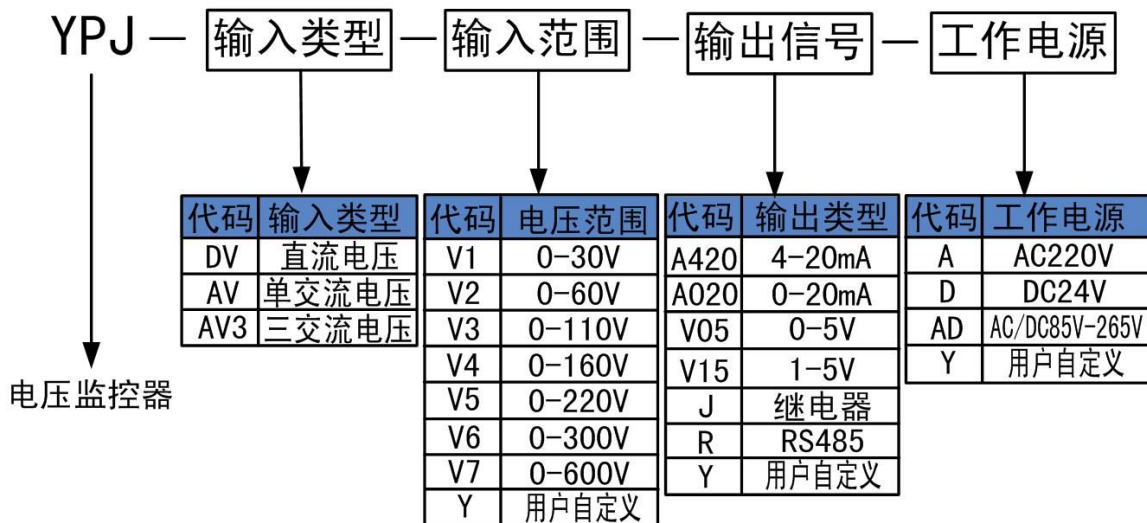 YPJ — 输入类型 — 输入范围 — 输出信号 — 工作电源
电压监控器
代码 输入类型
DV 直流电压
AV 单交流电压
AV3 三交流电压
代码 电压范围
V1 0-30V
V2 0-60V
V3 0-110V
V4 0-160V
V5 0-220V
V6 0-300V
V7 0-600V
Y 用户自定义
代码 输出类型
A420 4-20mA
A020 0-20mA
V05 0-5V
V15 1-5V
J 继电器
R RS485
Y 用户自定义
代码 工作电源
A AC220V
D DC24V
AD AC/DC85V-265V
Y 用户自定义